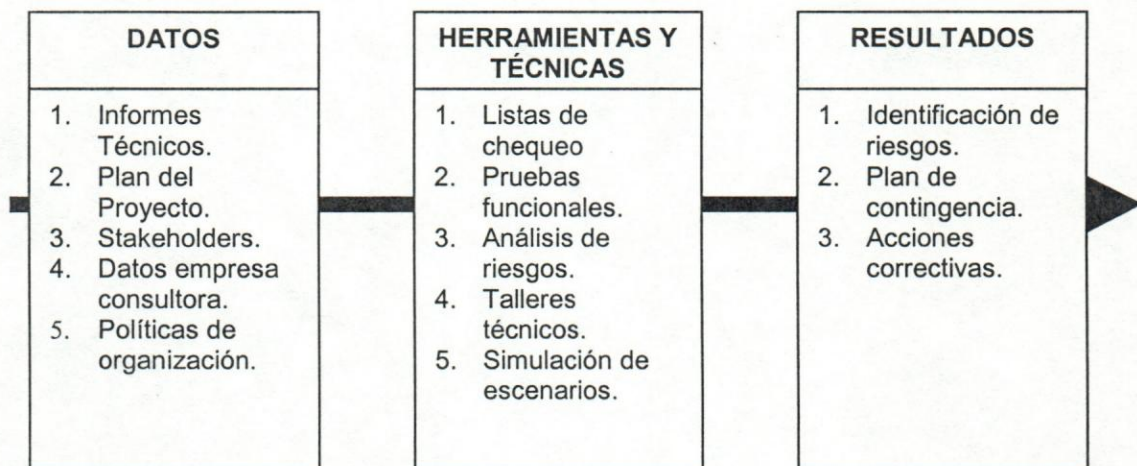 DATOS
1. Informes
Técnicos.
2. Plan del
Proyecto.
3. Stakeholders.
4. Datos empresa
consultora.
5. Políticas de
organización.
HERRAMIENTAS Y
TÉCNICAS
1. Listas de
chequeo
2. Pruebas
funcionales.
3. Análisis de
riesgos.
4. Talleres
técnicos.
5. Simulación de
escenarios.
RESULTADOS
1. Identificación de
riesgos.
2. Plan de
contingencia.
3. Acciones
correctivas.